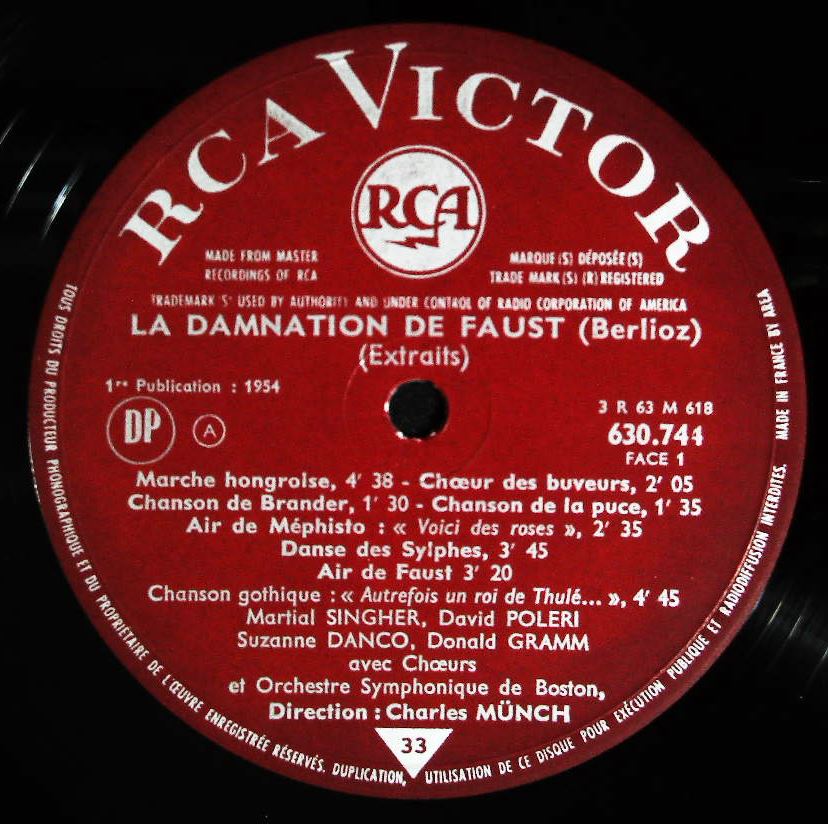 RCA VICTOR
RCA
MADE FROM MASTER
RECORDINGS OF RCA
MARQUE(S) DÉPOSÉE(S)
TRADE MARK(S) (R) REGISTERED
TRADEMARK S' USED BY AUTHORITY AND UNDER CONTROL OF RADIO CORPORATION OF AMERICA
LA DAMNATION DE FAUST (Berlioz)
(Extraits)
1re Publication : 1954
DP A
3 R 63 M 618
630.744
FACE 1
Marche hongroise, 4' 38 - Chœur des buveurs, 2' 05
Chanson de Brander, 1' 30 - Chanson de la puce, 1' 35
Air de Méphisto : « Voici des roses », 2' 35
Danse des Sylphes, 3' 45
Air de Faust 3' 20
Chanson gothique : « Autrefois un roi de Thulé... », 4' 45
Martial SINGHER, David POLERI
Suzanne DANCO, Donald GRAMM
avec Chœurs
et Orchestre Symphonique de Boston,
Direction : Charles MÜNCH
33
TOUS DROITS DU PRODUCTEUR PHONOGRAPHIQUE ET DU PROPRIÉTAIRE DE L'ŒUVRE ENREGISTRÉE RÉSERVÉS. DUPLICATION, UTILISATION DE CE DISQUE POUR EXÉCUTION PUBLIQUE ET RADIODIFFUSION INTERDITES. MADE IN FRANCE BY AREA